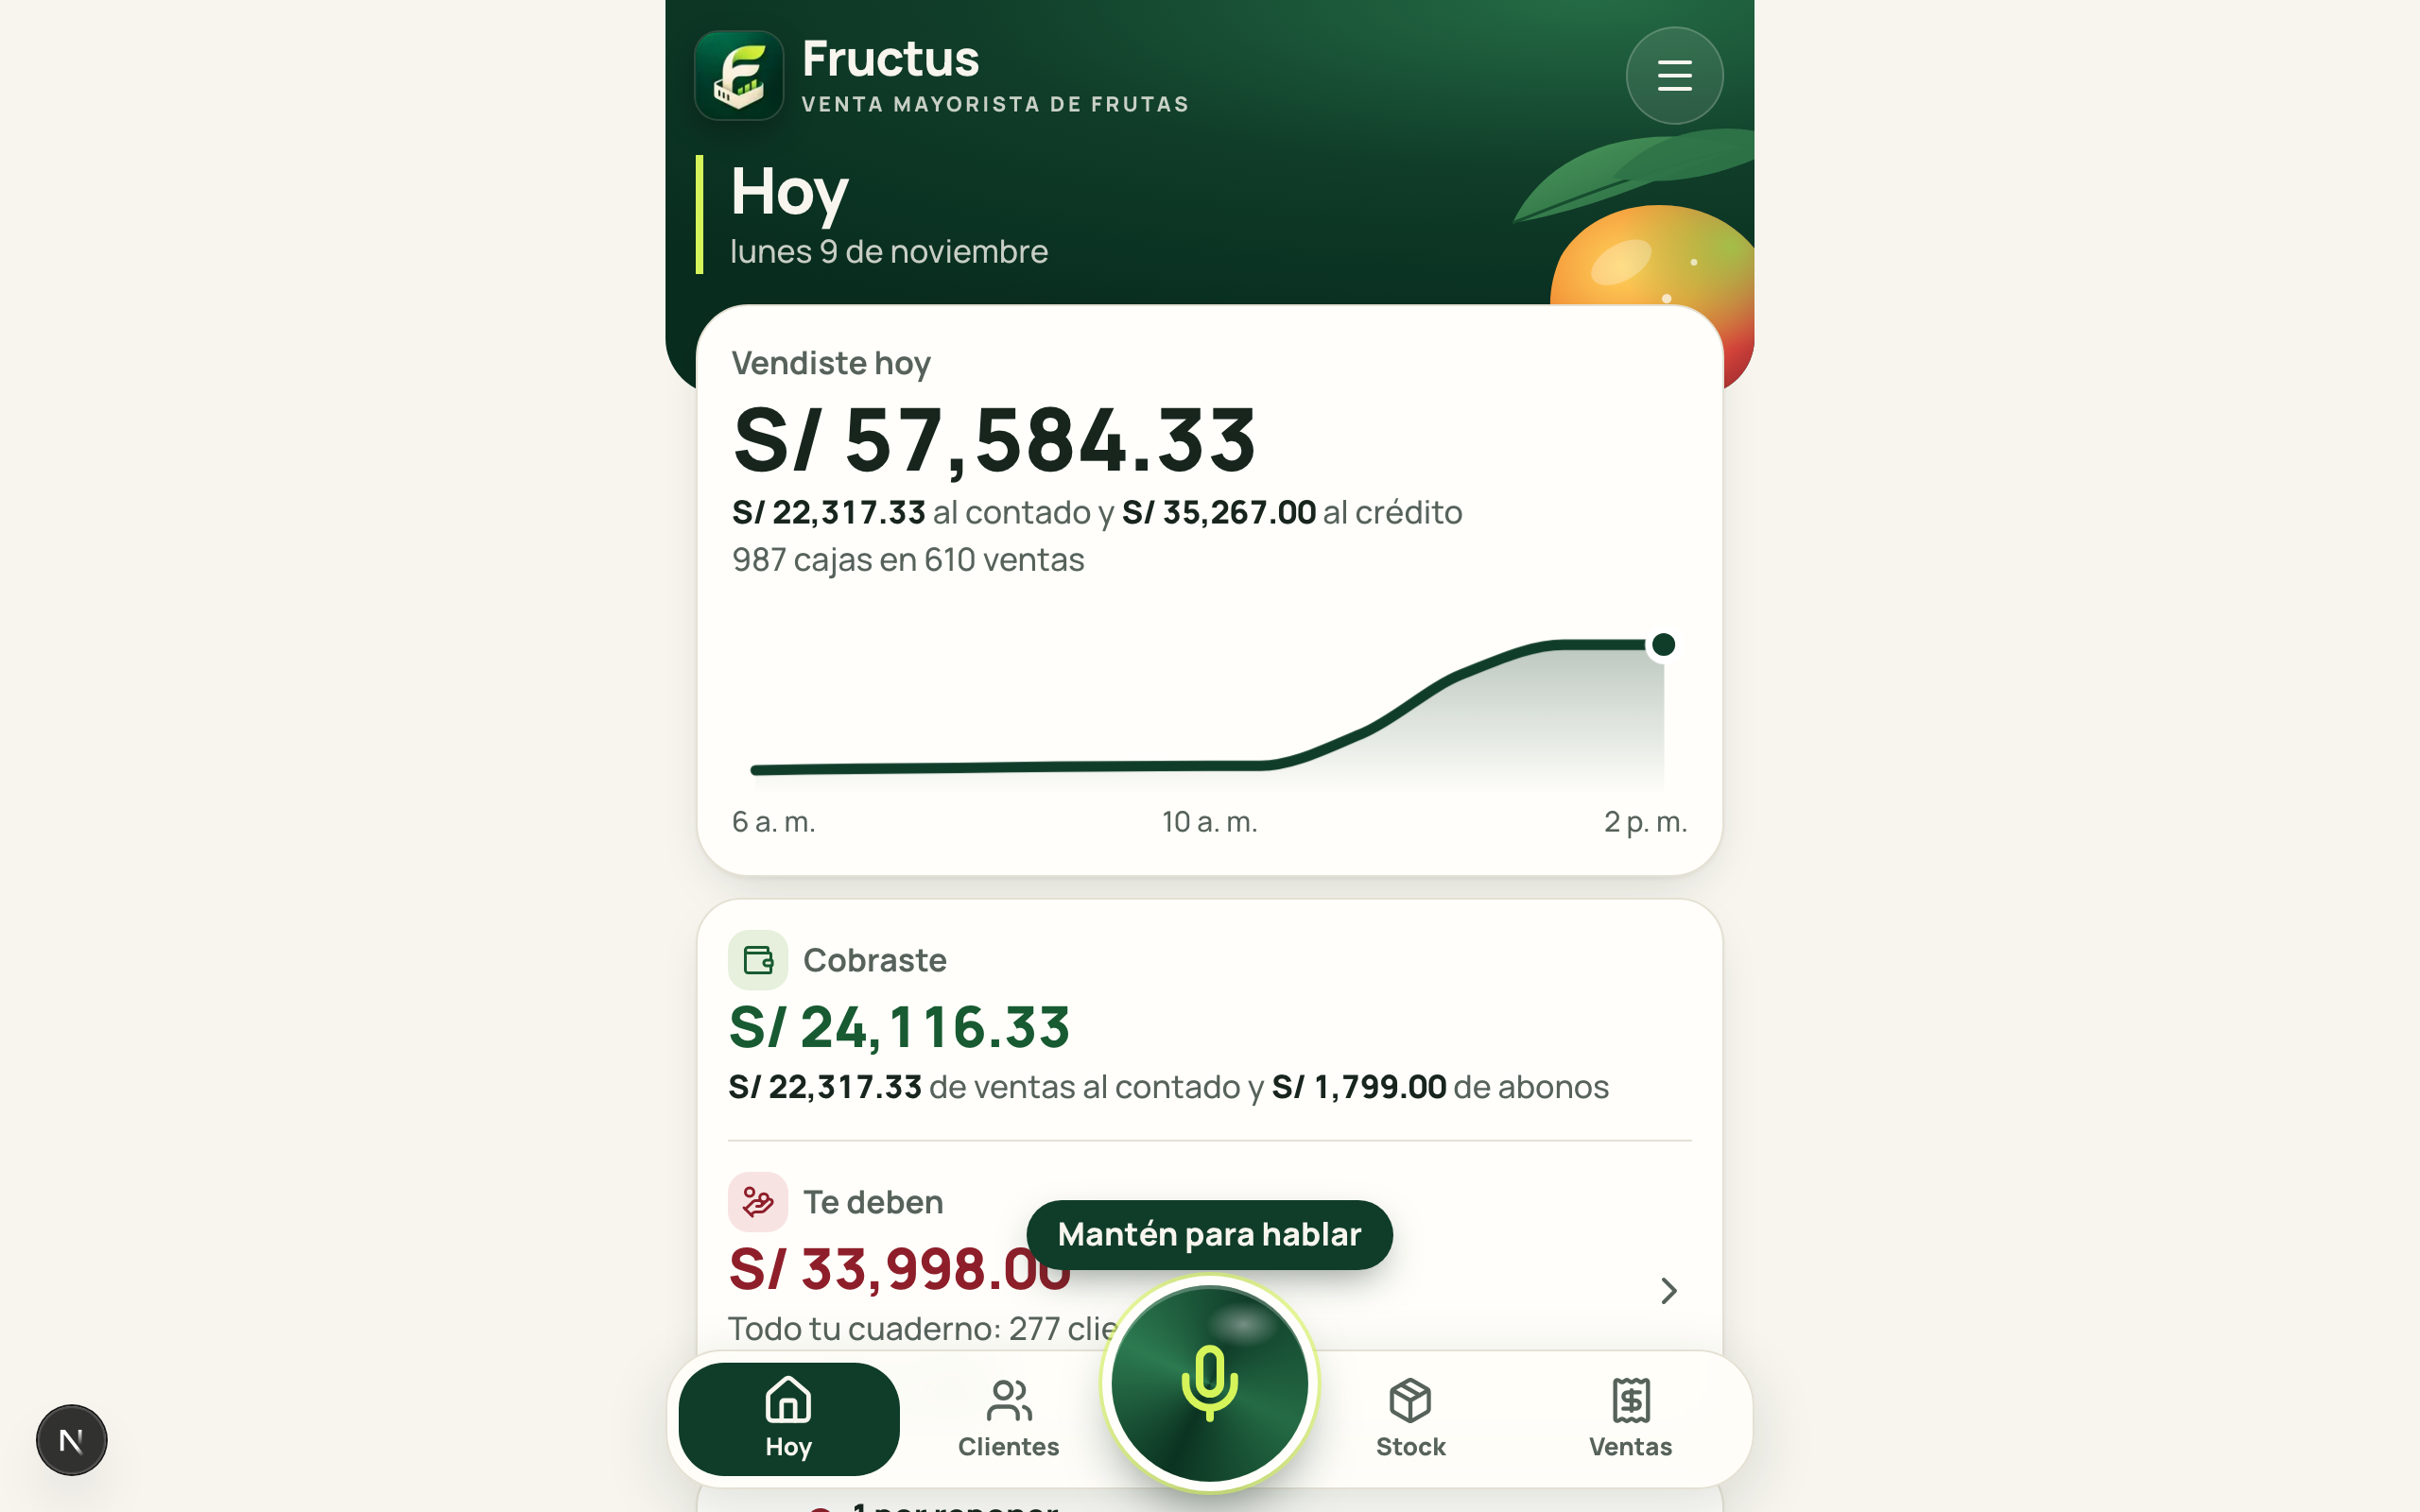 Fructus
VENTA MAYORISTA DE FRUTAS
Hoy
lunes 9 de noviembre
Vendiste hoy
S/ 57,584.33
S/ 22,317.33 al contado y S/ 35,267.00 al crédito
987 cajas en 610 ventas
6 a. m. 10 a. m. 2 p. m.
Cobraste
S/ 24,116.33
S/ 22,317.33 de ventas al contado y S/ 1,799.00 de abonos
Te deben
Mantén para hablar
S/ 33,998.00
Todo tu cuaderno: 277
Hoy Clientes Stock Ventas
N